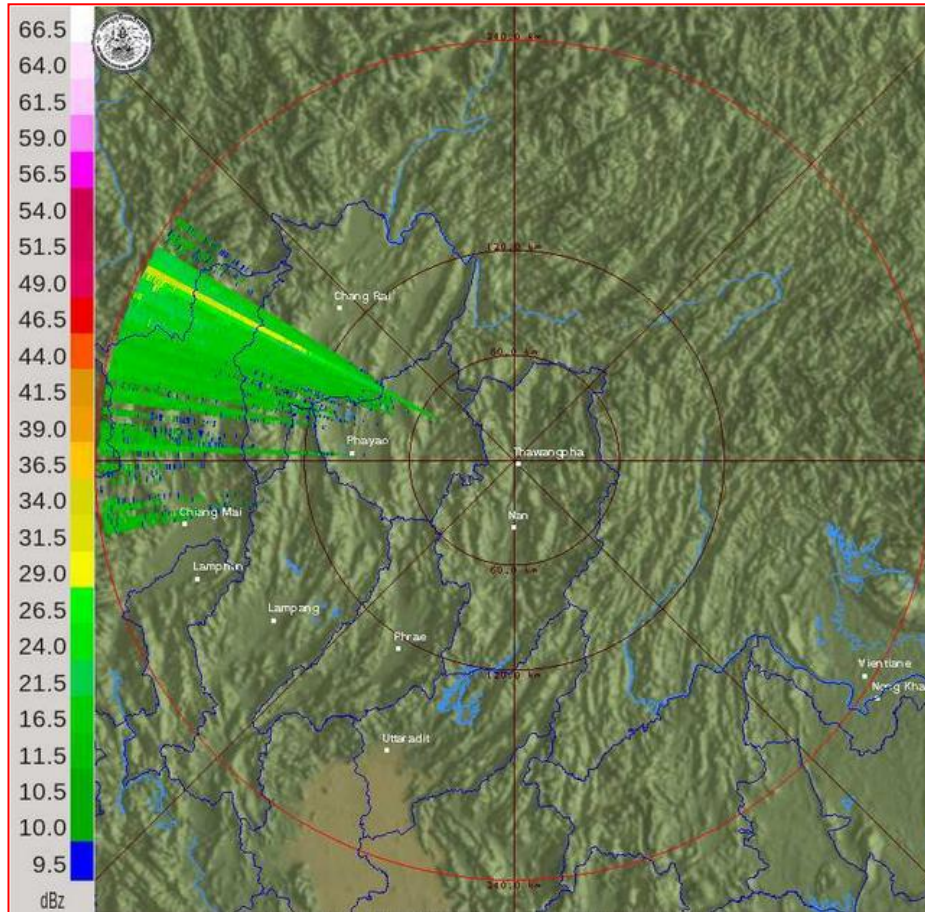 66.5
64.0
61.5
59.0
56.5
54.0
51.5
49.0
46.5
44.0
41.5
39.0
36.5
34.0
31.5
29.0
26.5
24.0
21.5
16.5
11.5
10.5
10.0
9.5
dBz
240.0 km
120.0 km
Chang Rai
60.0 km
Phayao
Thawangpha
Chiang Mai
Nan
60.0 km
Lamphun
Lampang
Phrae
120.0 km
Vientiane
Nong Kha
Uttaradit
240.0 km